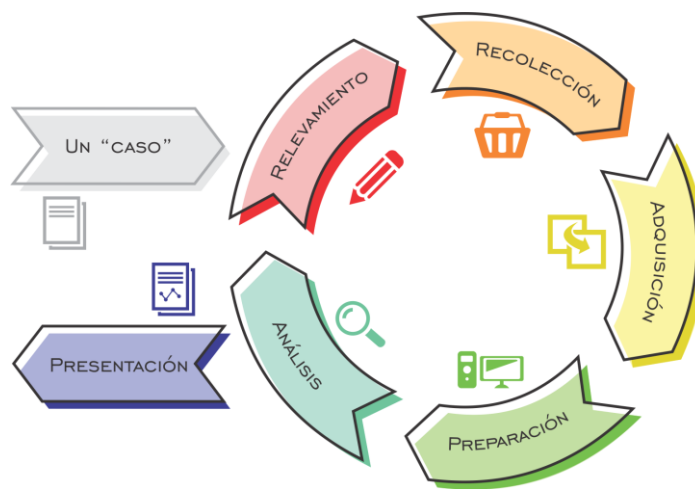 UN "CASO"
RELEVAMIENTO
RECOLECCIÓN
ADQUISICIÓN
PREPARACIÓN
ANÁLISIS
PRESENTACIÓN